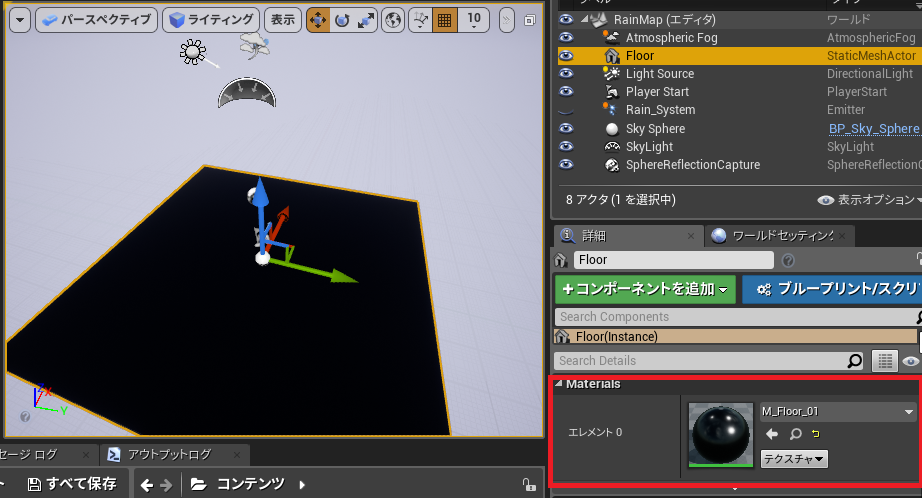 パースペクティブ ライティング 表示 10
X
Y
セージ ログ アウトプットログ
すべて保存 コンテンツ
RainMap (エディタ) ワールド
Atmospheric Fog AtmosphericFog
Floor StaticMeshActor
Light Source DirectionalLight
Player Start PlayerStart
Rain_System Emitter
Sky Sphere BP_Sky_Sphere
SkyLight SkyLight
SphereReflectionCapture SphereReflectionC
8 アクタ (1 を選択中) 表示オプション
詳細 ワールドセッティング
Floor
+コンポーネントを追加 ブループリント/スクリ
Search Components
Floor(Instance)
Search Details
Materials
エレメント 0 M_Floor_01
テクスチャ